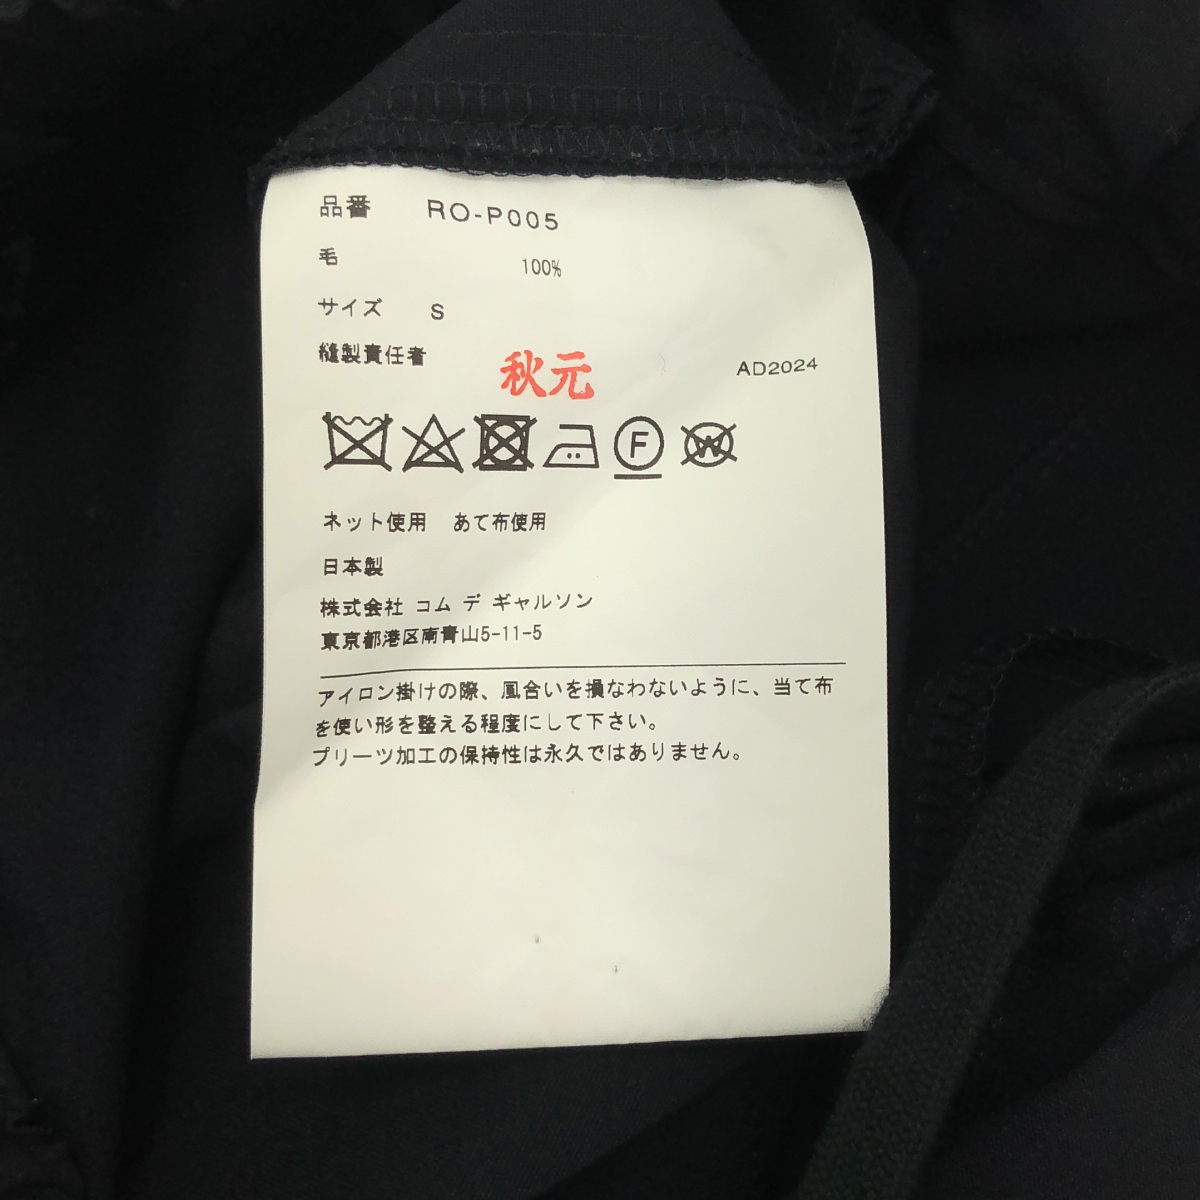 品番 RO-P005
毛 100%
サイズ S
縫製責任者 秋元 AD2024
F W
ネット使用 あて布使用
日本製
株式会社 コム デ ギャルソン
東京都港区南青山5-11-5
アイロン掛けの際、風合いを損なわないように、当て布
を使い形を整える程度にして下さい。
プリーツ加工の保持性は永久ではありません。